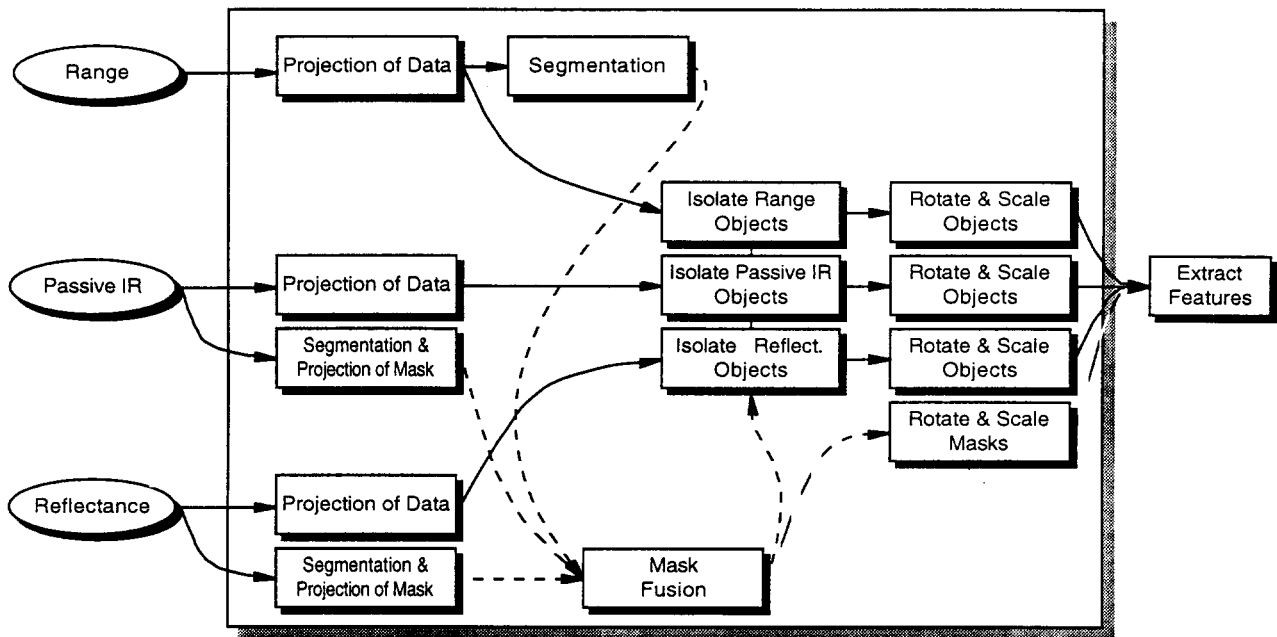 Range
Projection of Data
Segmentation
Isolate Range
Objects
Rotate & Scale
Objects
Passive IR
Projection of Data
Isolate Passive IR
Objects
Rotate & Scale
Objects
Extract
Features
Segmentation &
Projection of Mask
Isolate Reflect.
Objects
Rotate & Scale
Objects
Rotate & Scale
Masks
Reflectance
Projection of Data
Segmentation &
Projection of Mask
Mask
Fusion